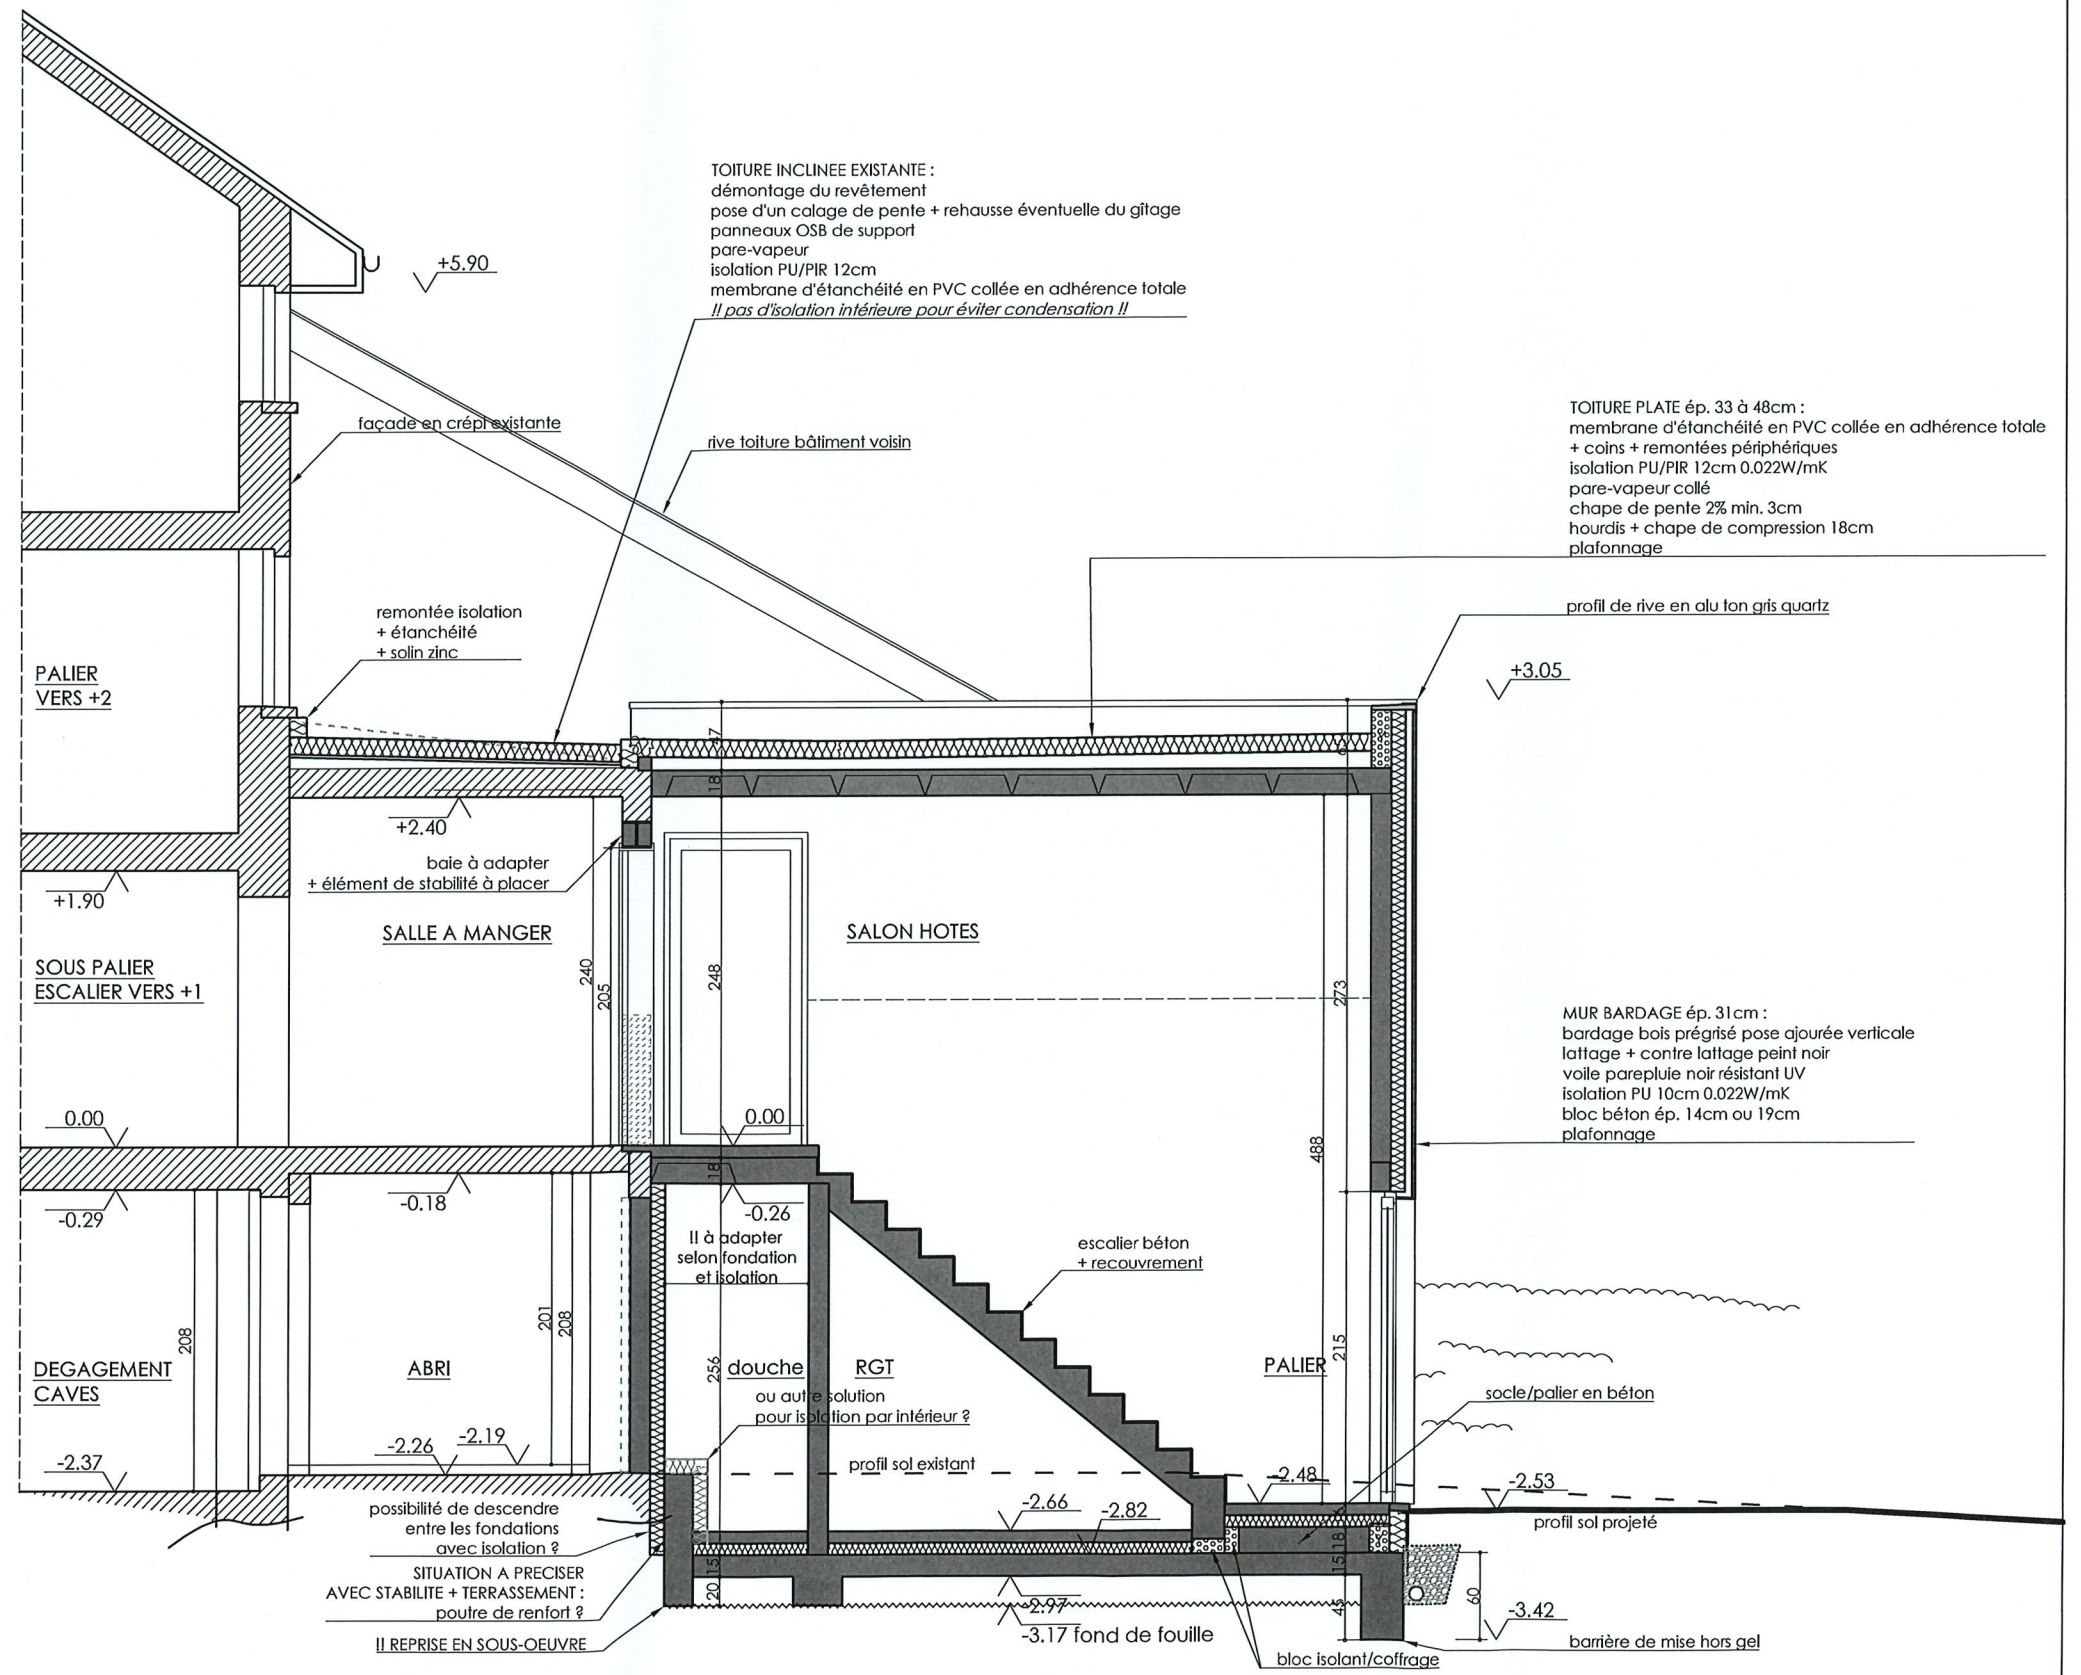 TOITURE INCLINEE EXISTANTE :
démontage du revêtement
pose d'un calage de pente + rehausse éventuelle du gîtage
panneaux OSB de support
pare-vapeur
isolation PU/PIR 12cm
membrane d'étanchéité en PVC collée en adhérence totale
!! pas d'isolation intérieure pour éviter condensation !!
+5.90
façade en crépi existante
rive toiture bâtiment voisin
TOITURE PLATE ép. 33 à 48cm :
membrane d'étanchéité en PVC collée en adhérence totale
+ coins + remontées périphériques
isolation PU/PIR 12cm 0.022W/mK
pare-vapeur collé
chape de pente 2% min. 3cm
hourdis + chape de compression 18cm
plafonnage
profil de rive en alu ton gris quartz
+3.05
remontée isolation
+ étanchéité
+ solin zinc
PALIER
VERS +2
47
18
+2.40
baie à adapter
+ élément de stabilité à placer
+1.90
SALLE A MANGER
SALON HOTES
SOUS PALIER
ESCALIER VERS +1
240
205
248
273
488
MUR BARDAGE ép. 31cm :
bardage bois prégrisé pose ajourée verticale
lattage + contre lattage peint noir
voile parepluie noir résistant UV
isolation PU 10cm 0.022W/mK
bloc béton ép. 14cm ou 19cm
plafonnage
0.00
0.00
18
-0.29
-0.18
-0.26
!! à adapter
selon fondation
et isolation
escalier béton
+ recouvrement
208
201
208
256
215
DEGAGEMENT
CAVES
ABRI
douche
RGT
PALIER
ou autre solution
pour isolation par intérieur ?
socle/palier en béton
-2.37
-2.26
-2.19
profil sol existant
-2.48
-2.53
-2.66
-2.82
profil sol projeté
possibilité de descendre
entre les fondations
avec isolation ?
SITUATION A PRECISER
AVEC STABILITE + TERRASSEMENT :
poutre de renfort ?
!! REPRISE EN SOUS-OEUVRE
15
20
18
15
45
60
-2.97
-3.17 fond de fouille
-3.42
barrière de mise hors gel
bloc isolant/coffrage